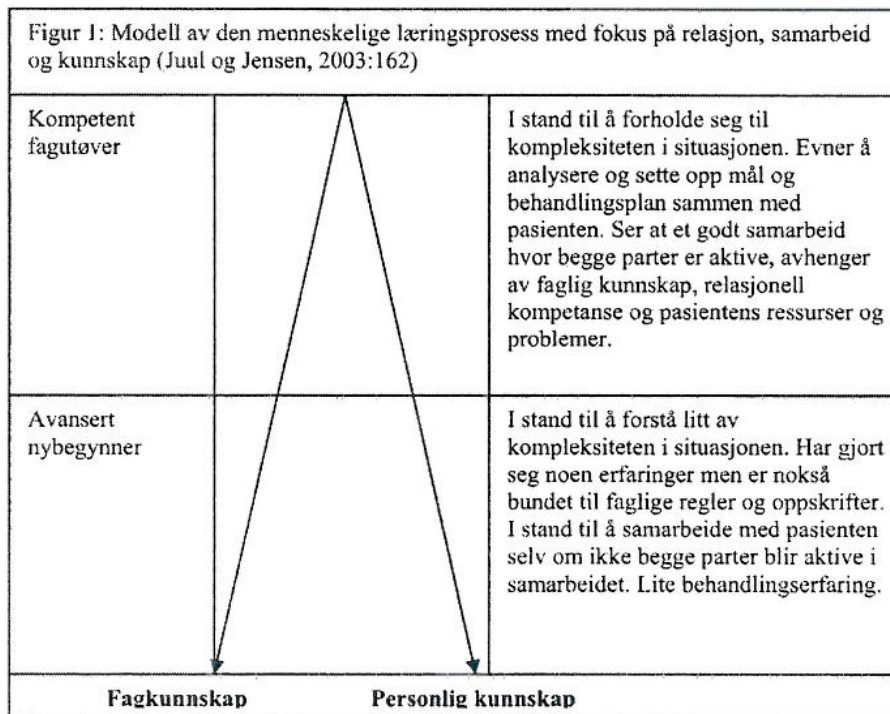 Figur 1: Modell av den menneskelige læringsprosess med fokus på relasjon, samarbeid
og kunnskap (Juul og Jensen, 2003:162)
Kompetent
fagutøver
I stand til å forholde seg til
kompleksiteten i situasjonen. Evner å
analysere og sette opp mål og
behandlingsplan sammen med
pasienten. Ser at et godt samarbeid
hvor begge parter er aktive, avhenger
av faglig kunnskap, relasjonell
kompetanse og pasientens ressurser og
problemer.
Avansert
nybegynner
I stand til å forstå litt av
kompleksiteten i situasjonen. Har gjort
seg noen erfaringer men er nokså
bundet til faglige regler og oppskrifter.
I stand til å samarbeide med pasienten
selv om ikke begge parter blir aktive i
samarbeidet. Lite behandlingserfaring.
Fagkunnskap Personlig kunnskap